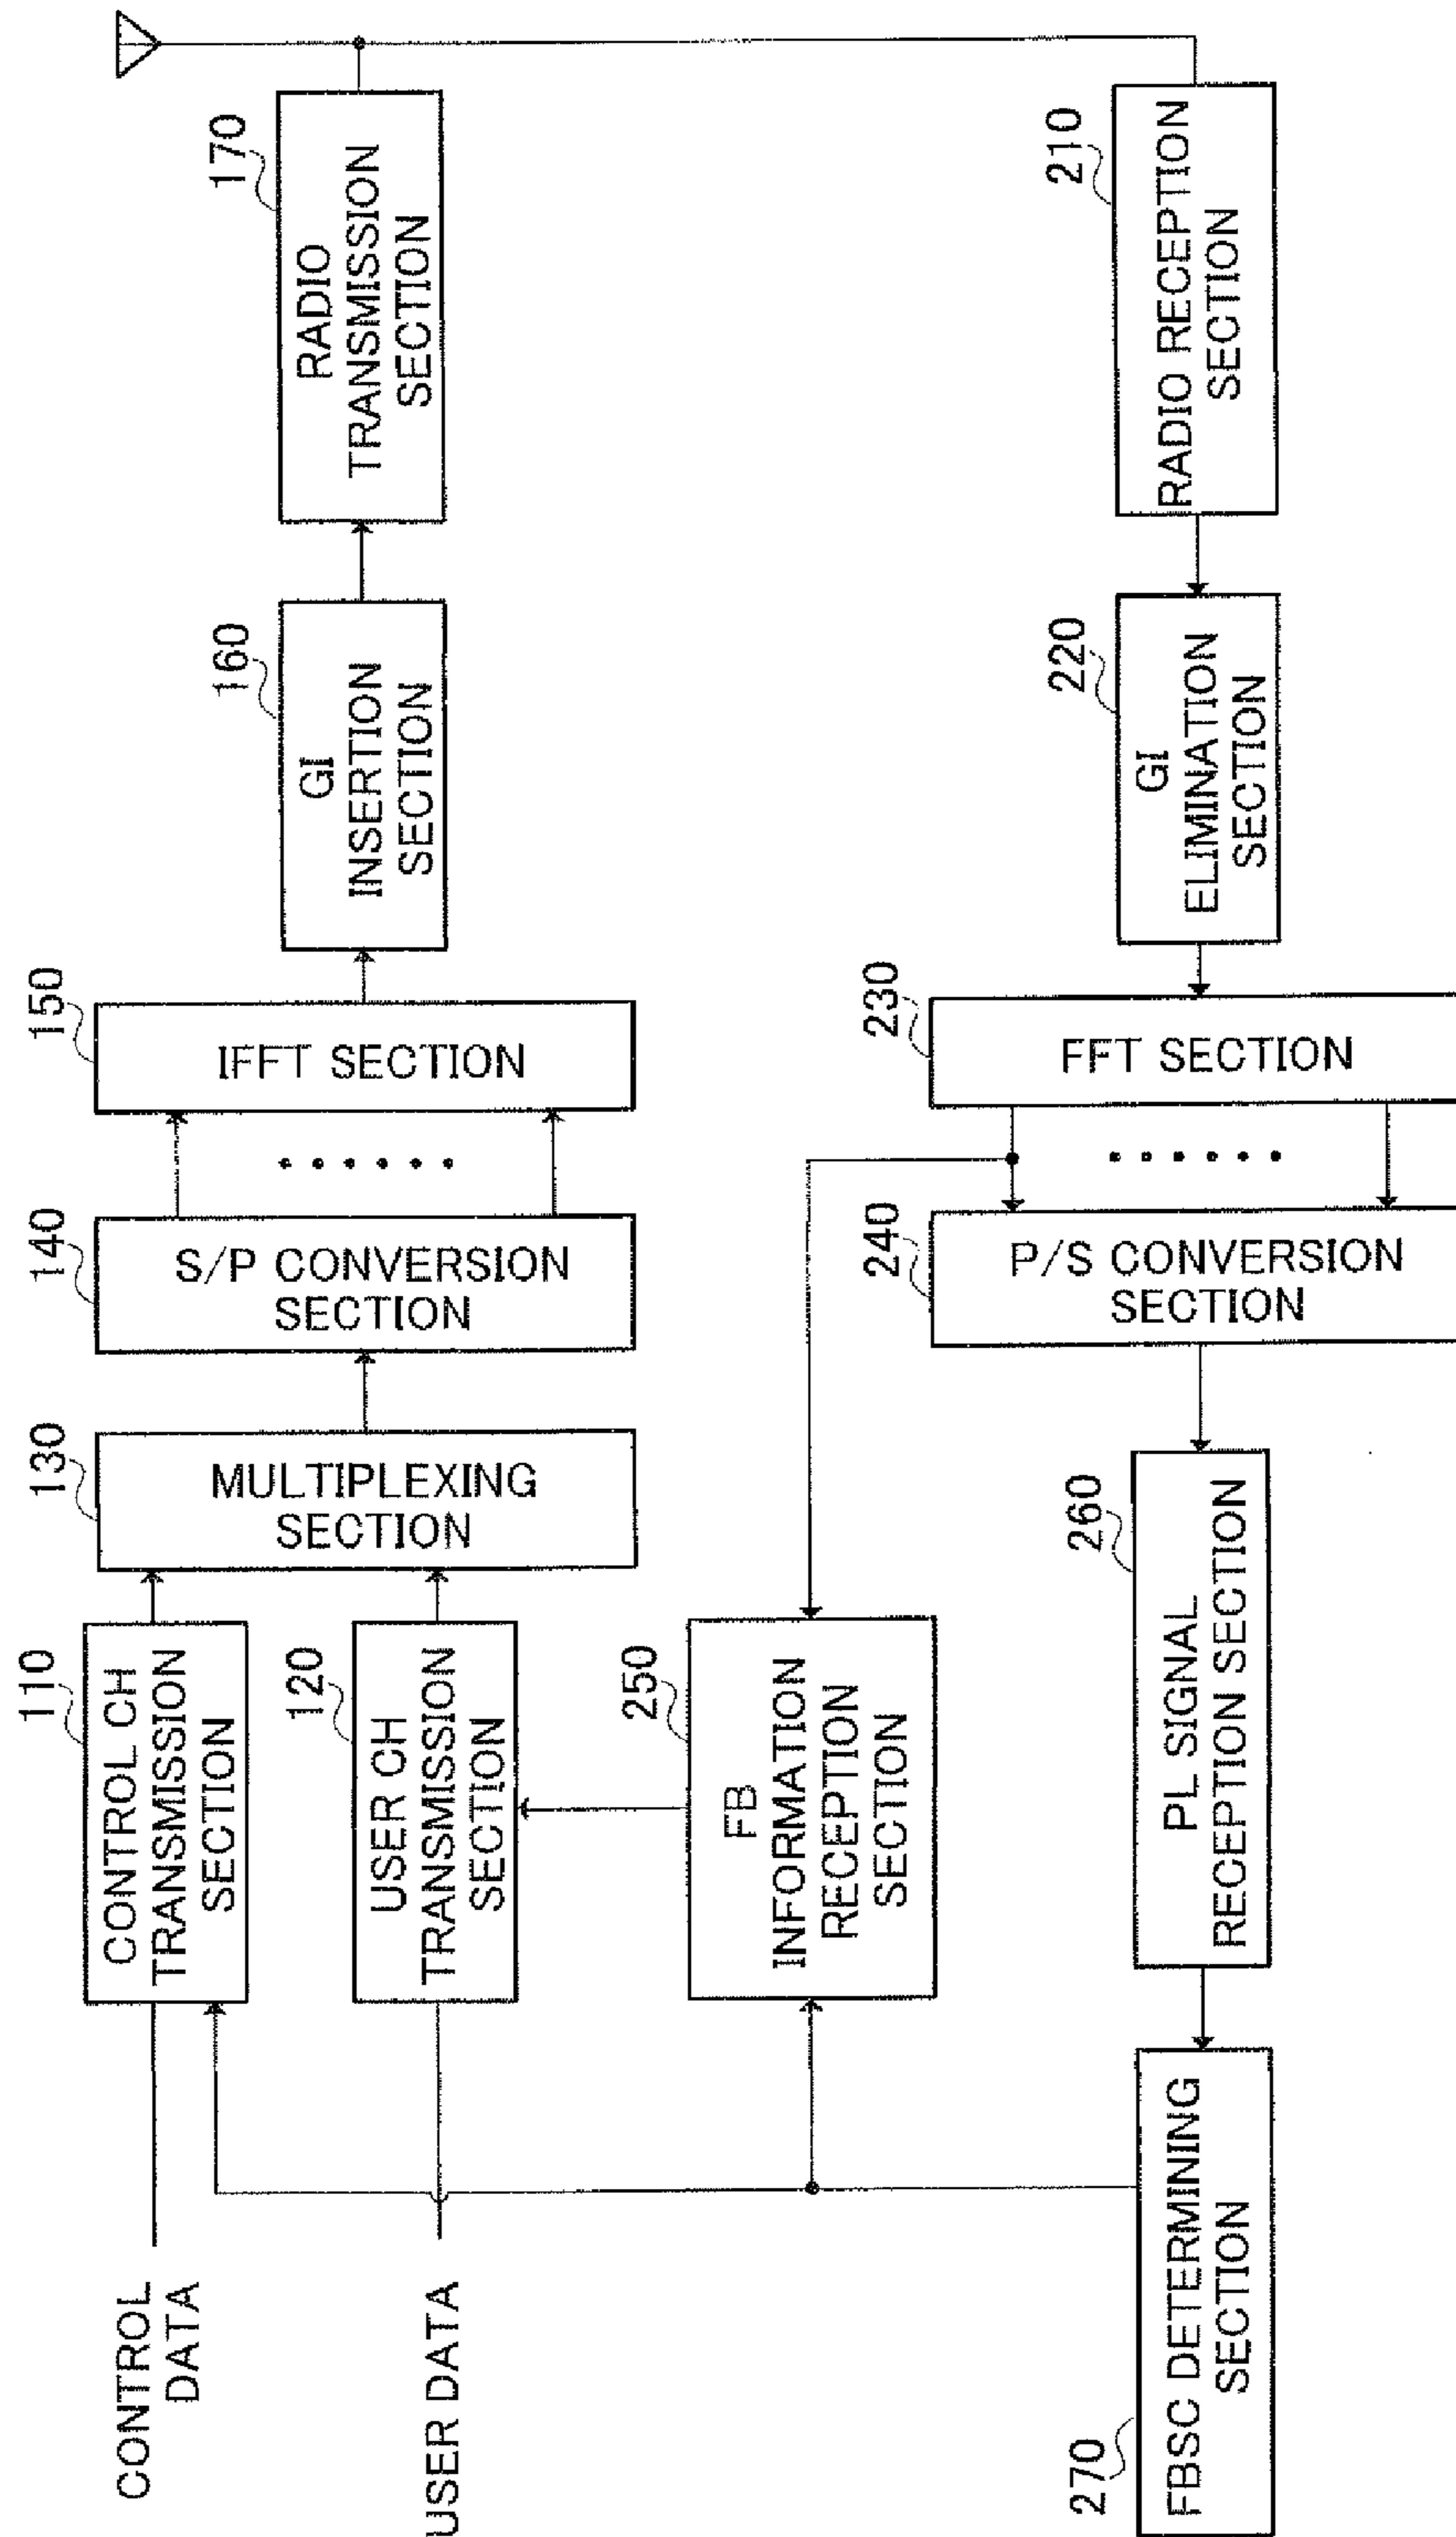 CONTROL
DATA
USER DATA
110
CONTROL CH
TRANSMISSION
SECTION
120
USER CH
TRANSMISSION
SECTION
130
MULTIPLEXING
SECTION
140
S/P CONVERSION
SECTION
150
IFFT SECTION
160
GI
INSERTION
SECTION
170
RADIO
TRANSMISSION
SECTION
250
FB
INFORMATION
RECEPTION
SECTION
270
FBSC DETERMINING
SECTION
260
PL SIGNAL
RECEPTION SECTION
240
P/S CONVERSION
SECTION
230
FFT SECTION
220
GI
ELIMINATION
SECTION
210
RADIO RECEPTION
SECTION